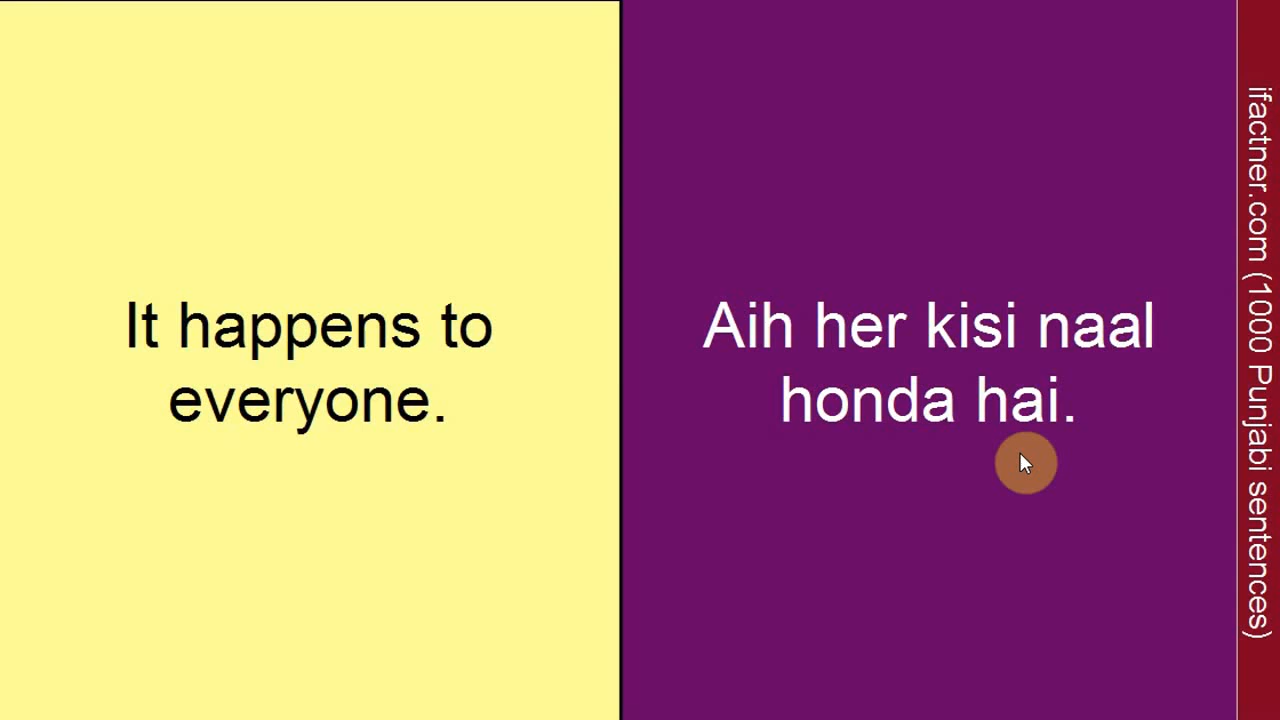 It happens to
everyone.
Aih her kisi naal
honda hai.
ifactner.com (1000 Punjabi sentences)